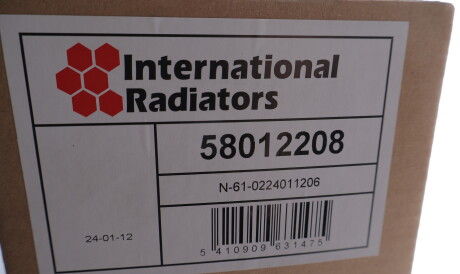 International
Radiators
58012208
N-61-0224011206
24-01-12
5 410909 631475